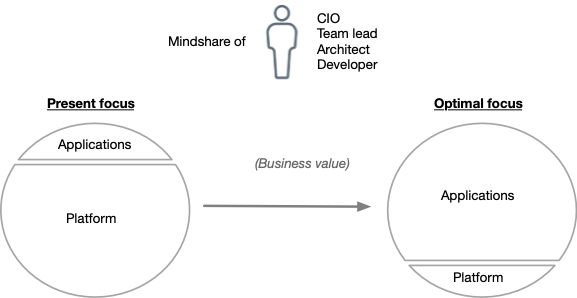 Mindshare of
CIO
Team lead
Architect
Developer
Present focus
Optimal focus
Applications
Platform
(Business value)
Applications
Platform